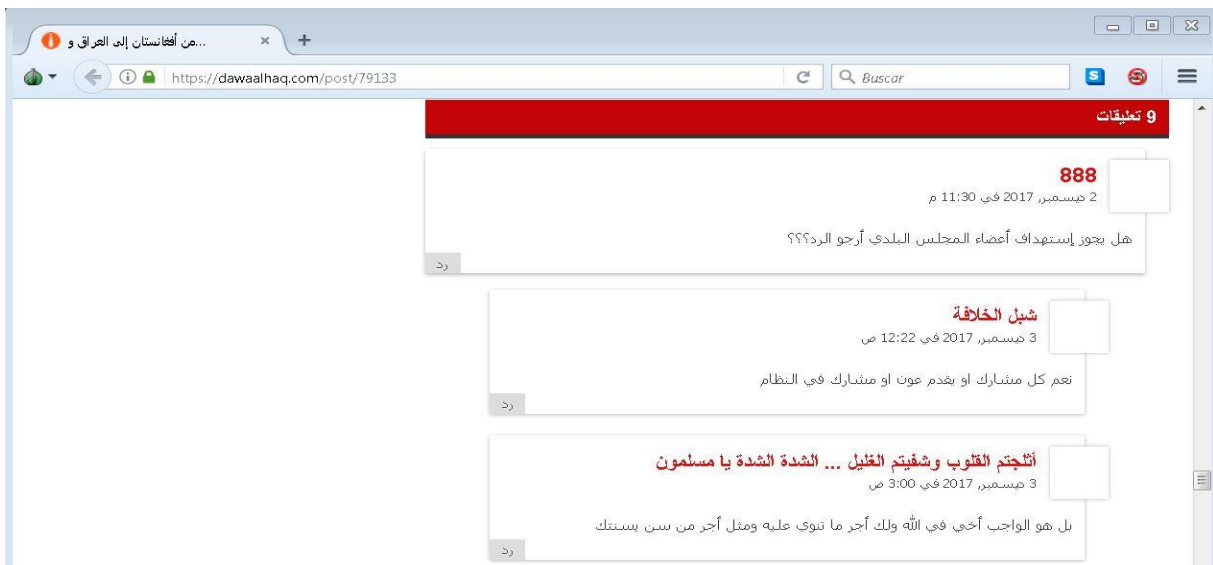 من أفغانستان إلى العراق و...
https://dawaalhaq.com/post/79133
Buscar
9 تعليقات
888
2 ديسمبر, 2017 في 11:30 م
هل يجوز إستهداف أعضاء المجلس البلدي أرجو الرد؟؟؟
رد
شبل الخلافة
3 ديسمبر, 2017 في 12:22 ص
نعم كل مشارك او يقدم عون او مشارك في النظام
رد
أثلجتم القلوب وشفيتم الغليل ... الشدة الشدة يا مسلمون
3 ديسمبر, 2017 في 3:00 ص
بل هو الواجب أخي في الله ولك أجر ما تنوي عليه ومثل أجر من سن بسنتك
رد